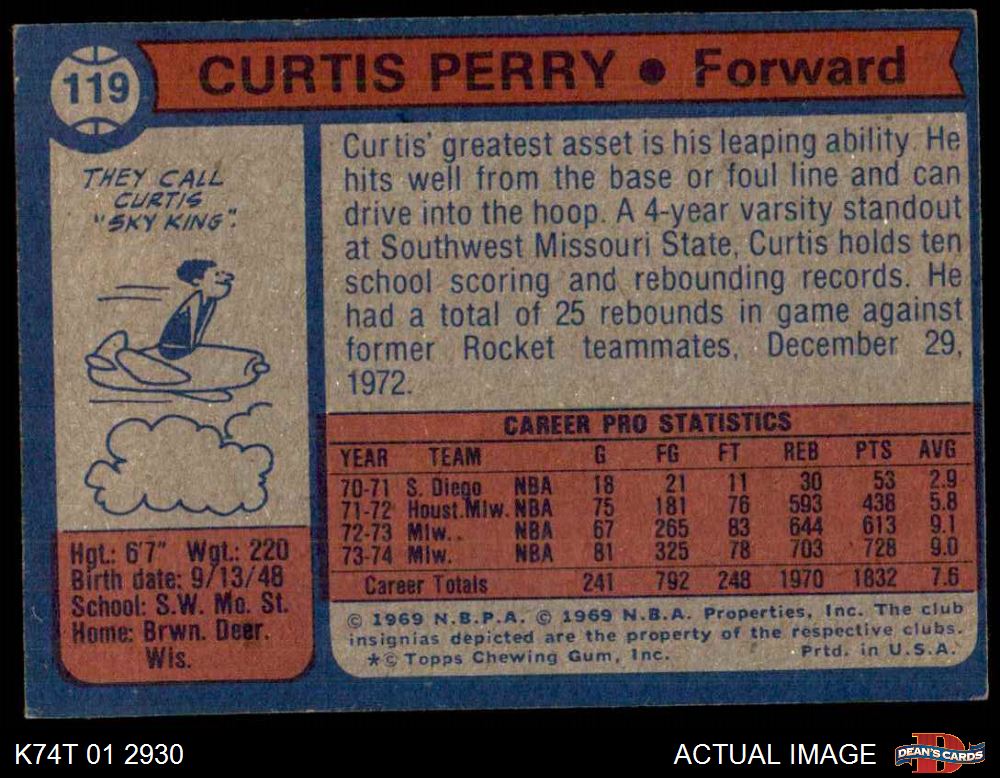 119
CURTIS PERRY • Forward
THEY CALL
CURTIS
"SKY KING".
Curtis' greatest asset is his leaping ability. He
hits well from the base or foul line and can
drive into the hoop. A 4-year varsity standout
at Southwest Missouri State, Curtis holds ten
school scoring and rebounding records. He
had a total of 25 rebounds in game against
former Rocket teammates, December 29,
1972.
Hgt.: 6'7" Wgt.: 220
Birth date: 9/13/48
School: S.W. Mo. St.
Home: Brwn. Deer.
Wis.
CAREER PRO STATISTICS
YEAR TEAM G FG FT REB PTS AVG
70-71 S. Diego NBA 18 21 11 30 53 2.9
71-72 Houst.Mlw. NBA 75 181 76 593 438 5.8
72-73 Mlw.. NBA 67 265 83 644 613 9.1
73-74 Mlw. NBA 81 325 78 703 728 9.0
Career Totals 241 792 248 1970 1832 7.6
© 1969 N.B.P.A. © 1969 N.B.A. Properties, Inc. The club
insignias depicted are the property of the respective clubs.
*© Topps Chewing Gum, Inc. Prtd. in U.S.A.
K74T 01 2930
ACTUAL IMAGE
DEAN'S CARDS